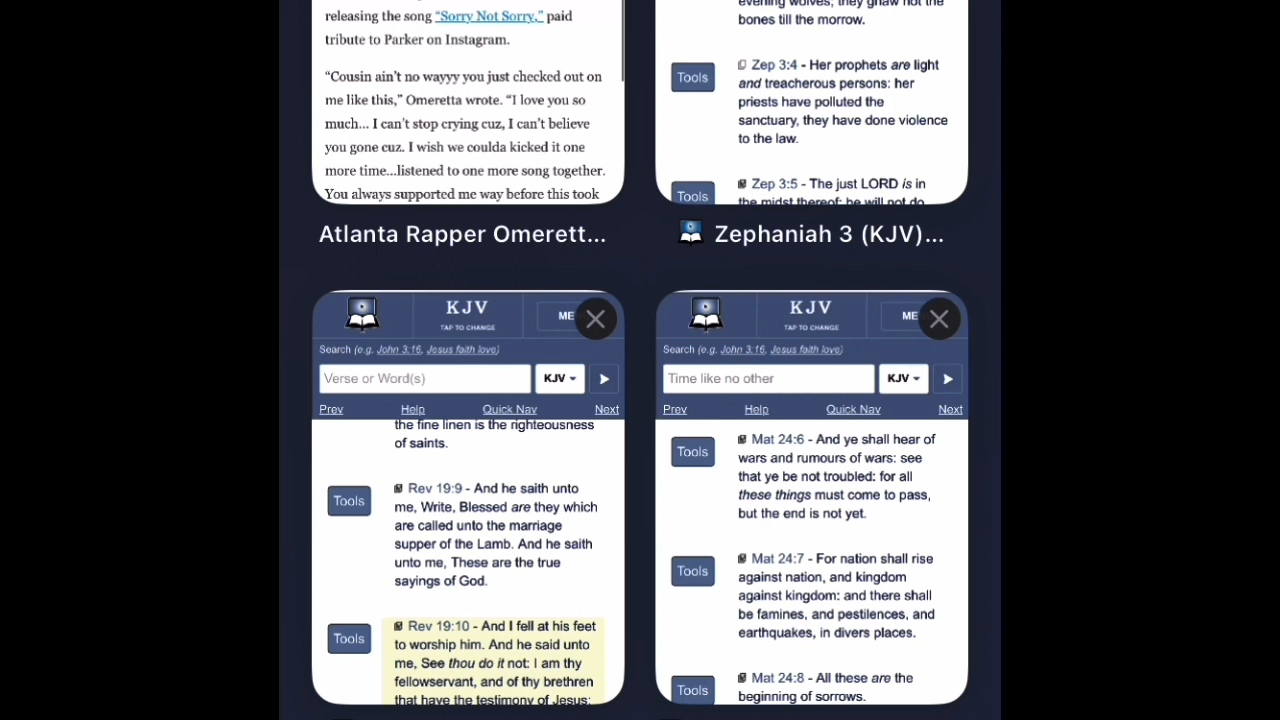 releasing the song “Sorry Not Sorry,” paid
tribute to Parker on Instagram.
“Cousin ain’t no wayyy you just checked out on
me like this,” Omeretta wrote. “I love you so
much... I can’t stop crying cuz, I can’t believe
you gone cuz. I wish we coulda kicked it one
more time...listened to one more song together.
You always supported me way before this took
Atlanta Rapper Omerett...
evening wolves; they gnaw not the
bones till the morrow.
Tools
Zep 3:4 - Her prophets are light
and treacherous persons: her
priests have polluted the
sanctuary, they have done violence
to the law.
Tools
Zep 3:5 - The just LORD is in
the midst thereof; he will not do
Zephaniah 3 (KJV)...
KJV
TAP TO CHANGE
ME
Search (e.g. John 3:16, Jesus faith love)
Verse or Word(s)
KJV
Prev Help Quick Nav Next
the fine linen is the righteousness
of saints.
Tools
Rev 19:9 - And he saith unto
me, Write, Blessed are they which
are called unto the marriage
supper of the Lamb. And he saith
unto me, These are the true
sayings of God.
Tools
Rev 19:10 - And I fell at his feet
to worship him. And he said unto
me, See thou do it not: I am thy
fellowservant, and of thy brethren
that have the testimony of Jesus:
KJV
TAP TO CHANGE
ME
Search (e.g. John 3:16, Jesus faith love)
Time like no other
KJV
Prev Help Quick Nav Next
Tools
Mat 24:6 - And ye shall hear of
wars and rumours of wars: see
that ye be not troubled: for all
these things must come to pass,
but the end is not yet.
Tools
Mat 24:7 - For nation shall rise
against nation, and kingdom
against kingdom: and there shall
be famines, and pestilences, and
earthquakes, in divers places.
Tools
Mat 24:8 - All these are the
beginning of sorrows.